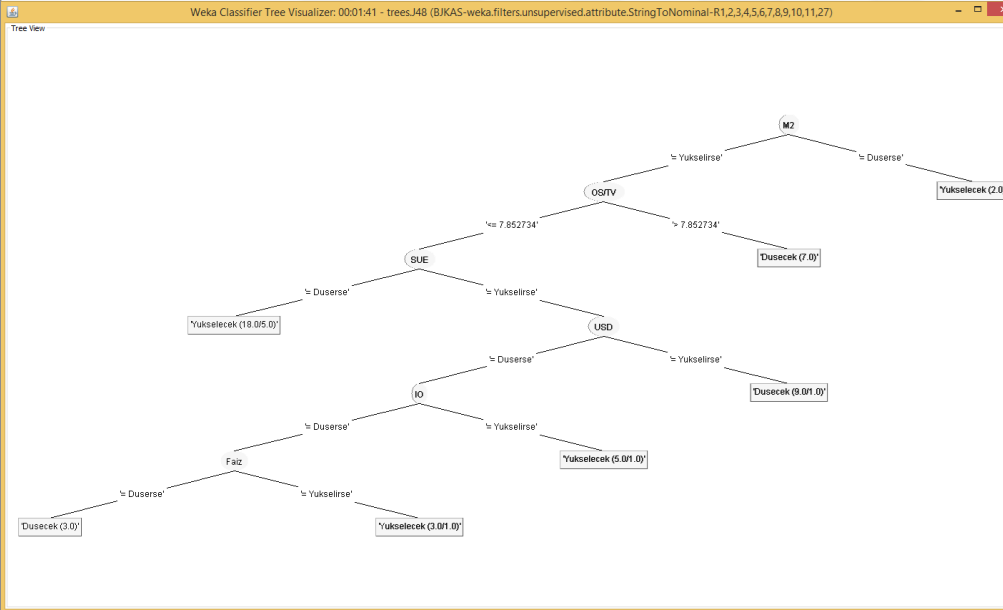 Weka Classifier Tree Visualizer: 00:01:41 - trees.J48 (BJKAS-weka.filters.unsupervised.attribute.StringToNominal-R1,2,3,4,5,6,7,8,9,10,11,27)
Tree View
M2
'= Yukselirse'
'= Duserse'
OS/TV
'Yukselecek (2.0
'<= 7.852734'
'> 7.852734'
SUE
'Dusecek (7.0)'
'= Duserse'
'= Yukselirse'
'Yukselecek (18.0/5.0)'
USD
'= Duserse'
'= Yukselirse'
IO
'Dusecek (9.0/1.0)'
'= Duserse'
'= Yukselirse'
Faiz
'Yukselecek (5.0/1.0)'
'= Duserse'
'= Yukselirse'
'Dusecek (3.0)'
'Yukselecek (3.0/1.0)'